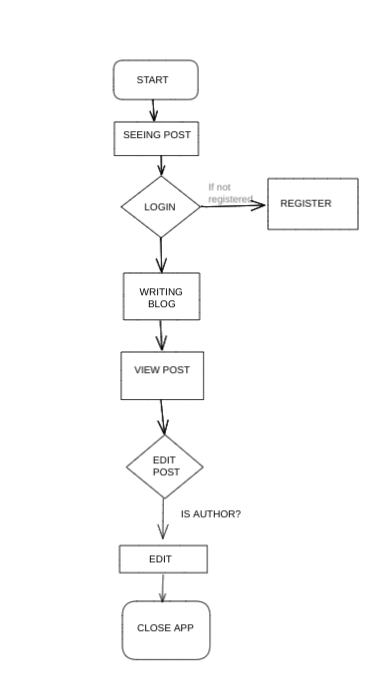 START
SEEING POST
If not
registered
LOGIN
REGISTER
WRITING
BLOG
VIEW POST
EDIT
POST
IS AUTHOR?
EDIT
CLOSE APP